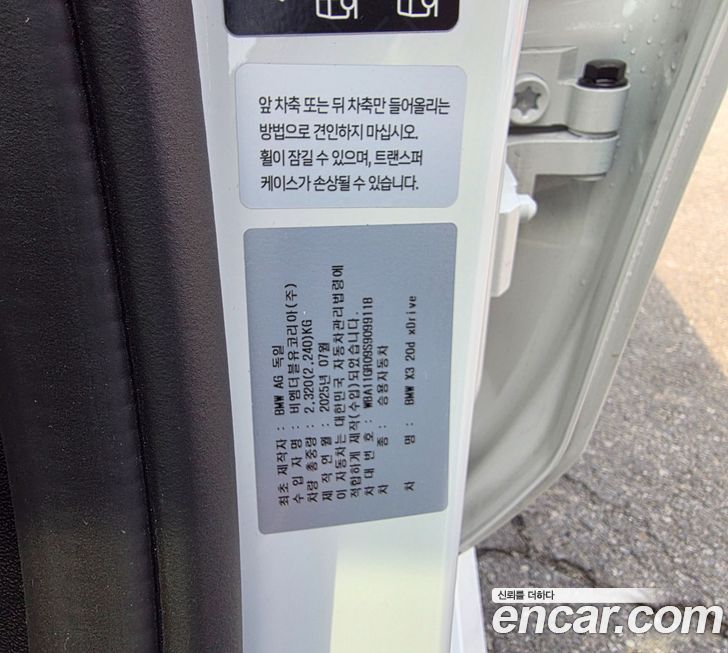 앞 차축 또는 뒤 차축만 들어올리는
방법으로 견인하지 마십시오.
휠이 잠길 수 있으며, 트랜스퍼
케이스가 손상될 수 있습니다.
최초 제작자 : BMW AG 독일
수 입 자 명 : 비엠더블유코리아(주)
차량 총중량 : 2,320(2,240)KG
제 작 연 월 : 2025년 07월
이 자동차는 대한민국 자동차관리법령에
적합하게 제작(수입)되었습니다.
차 대 번 호 : WBA11GR09S9099118
차 종 : 승용자동차
차 명 : BMW X3 20d xDrive
신뢰를 더하다
encar.com